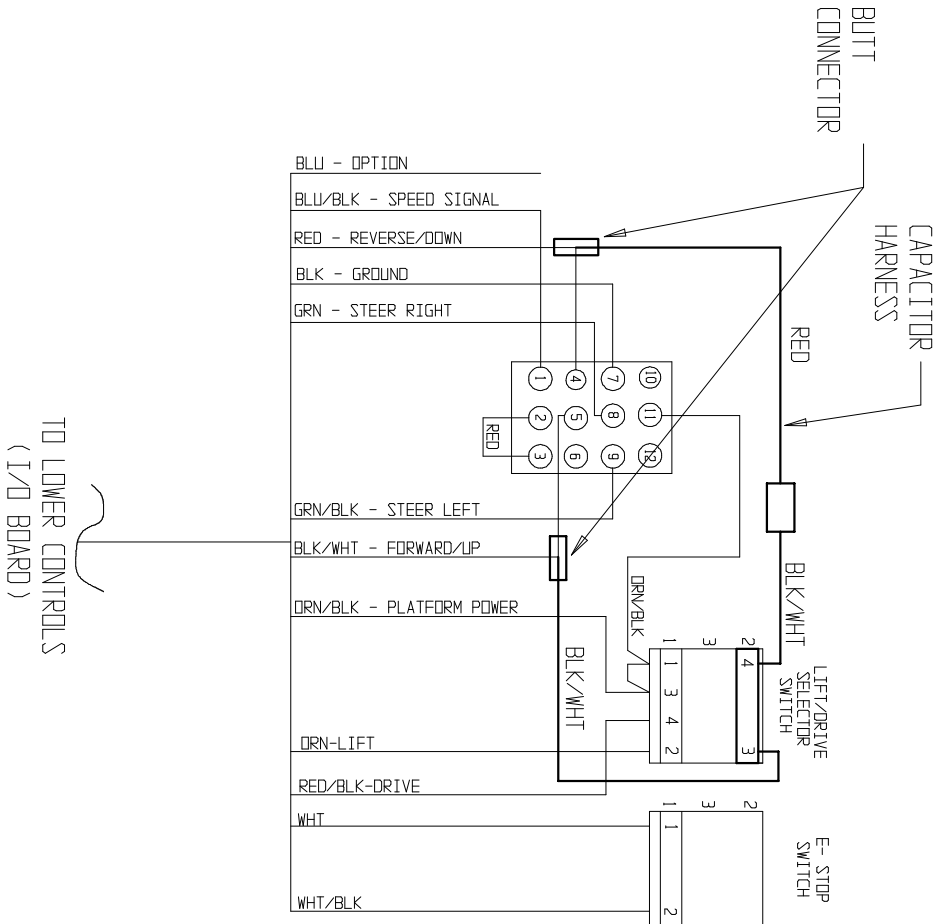 BUTT
CONNECTOR
CAPACITOR
HARNESS
BLU - OPTION
BLU/BLK - SPEED SIGNAL
RED - REVERSE/DOWN
BLK - GROUND
GRN - STEER RIGHT
RED
1 4 7 10
2 5 8 11
3 6 9 12
RED
GRN/BLK - STEER LEFT
BLK/WHT - FORWARD/UP
ORN/BLK - PLATFORM POWER
ORN/BLK
BLK/WHT
BLK/WHT
TO LOWER CONTROLS
(I/O BOARD)
1 3 2
1 4
3
4
2 3
LIFT/DRIVE
SELECTOR
SWITCH
ORN-LIFT
RED/BLK-DRIVE
WHT
WHT/BLK
1 3 2
1
2
E- STOP
SWITCH